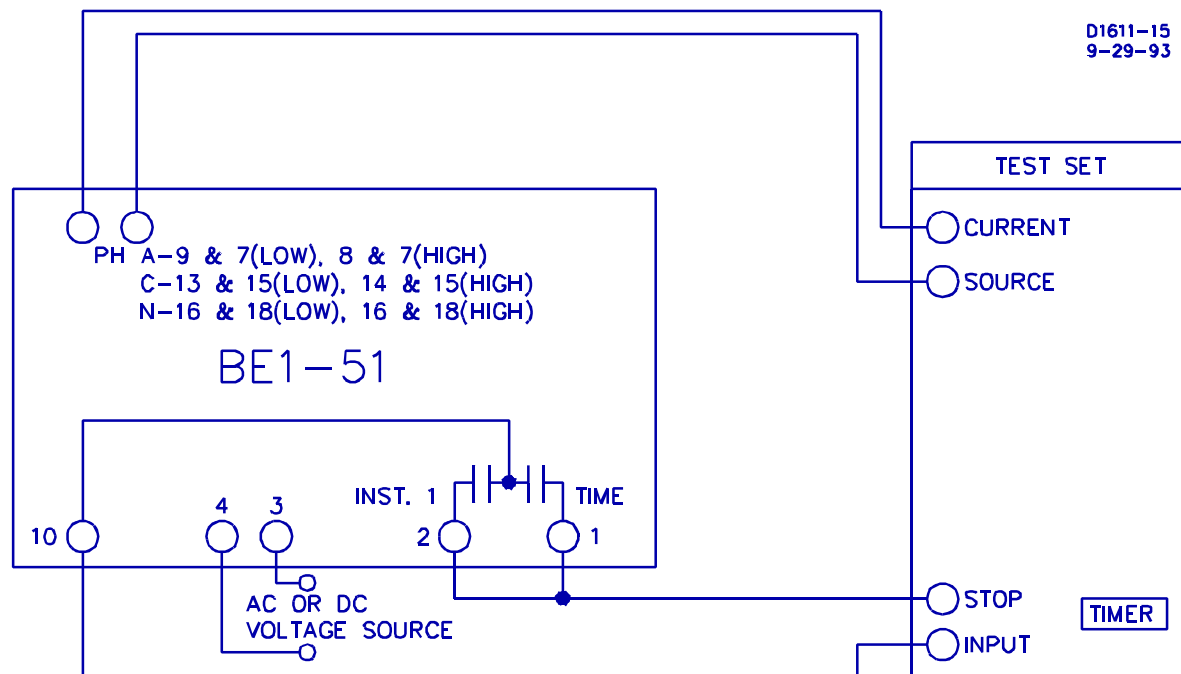 D1611-15
9-29-93
TEST SET
CURRENT
SOURCE
PH A-9 & 7(LOW), 8 & 7(HIGH)
C-13 & 15(LOW), 14 & 15(HIGH)
N-16 & 18(LOW), 16 & 18(HIGH)
BE1-51
INST. 1
TIME
10
4
3
2
1
AC OR DC
VOLTAGE SOURCE
STOP
INPUT
TIMER